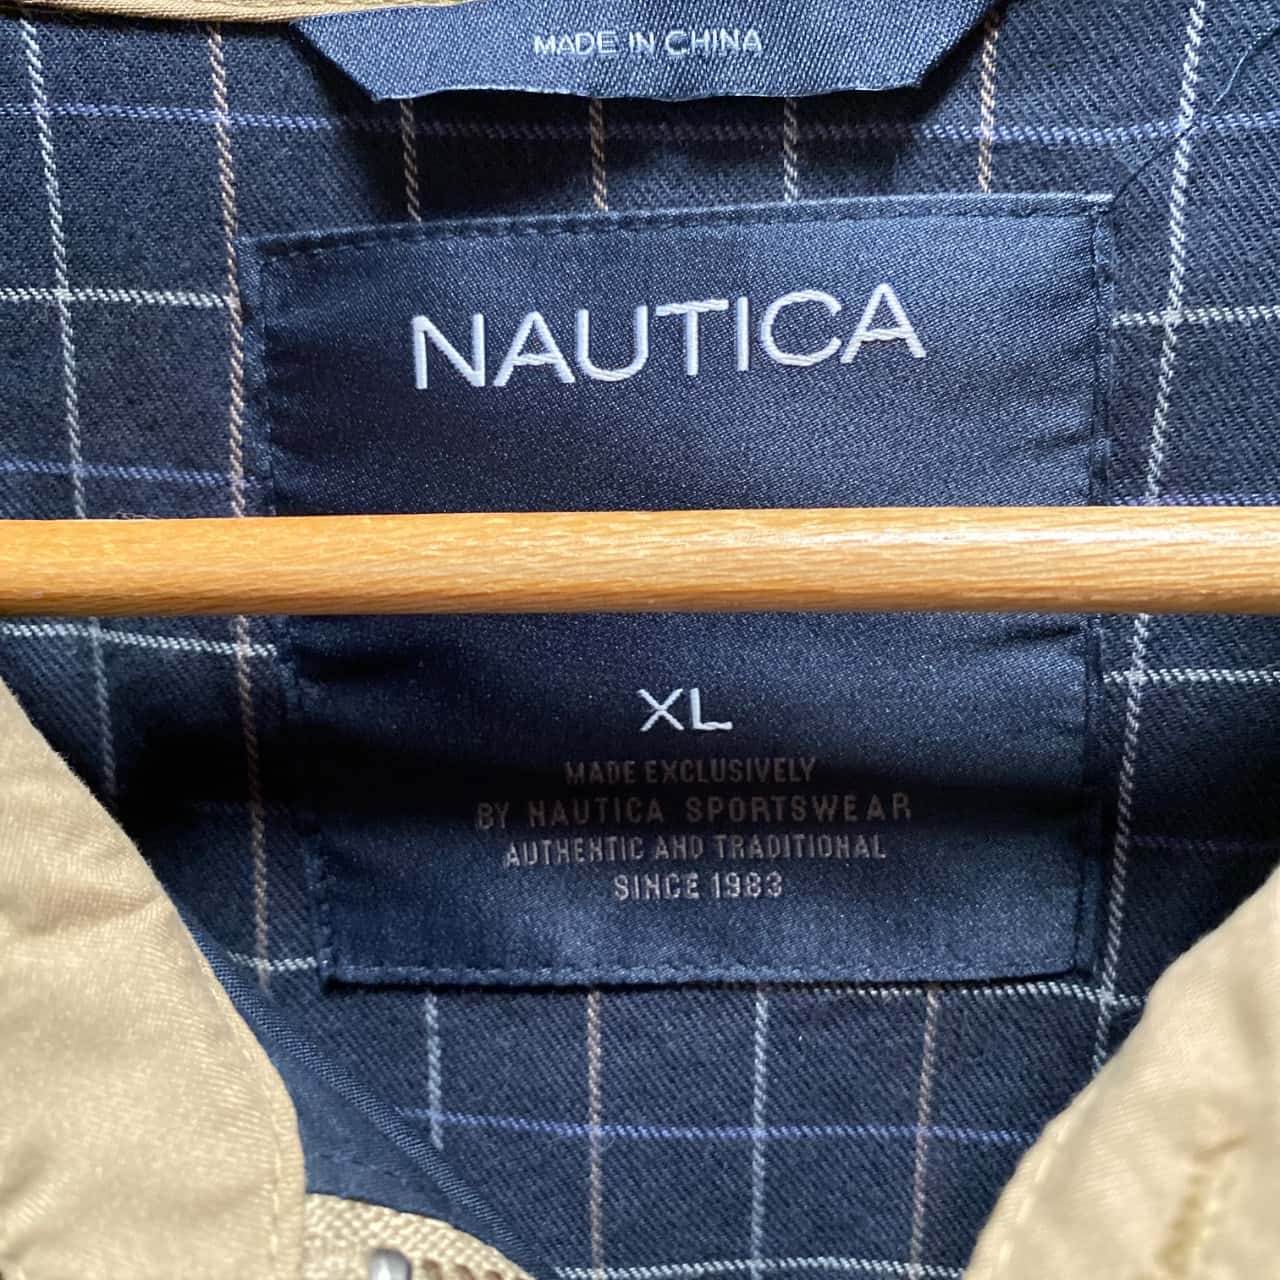 MADE IN CHINA
NAUTICA
XL
MADE EXCLUSIVELY
BY NAUTICA SPORTSWEAR
AUTHENTIC AND TRADITIONAL
SINCE 1983